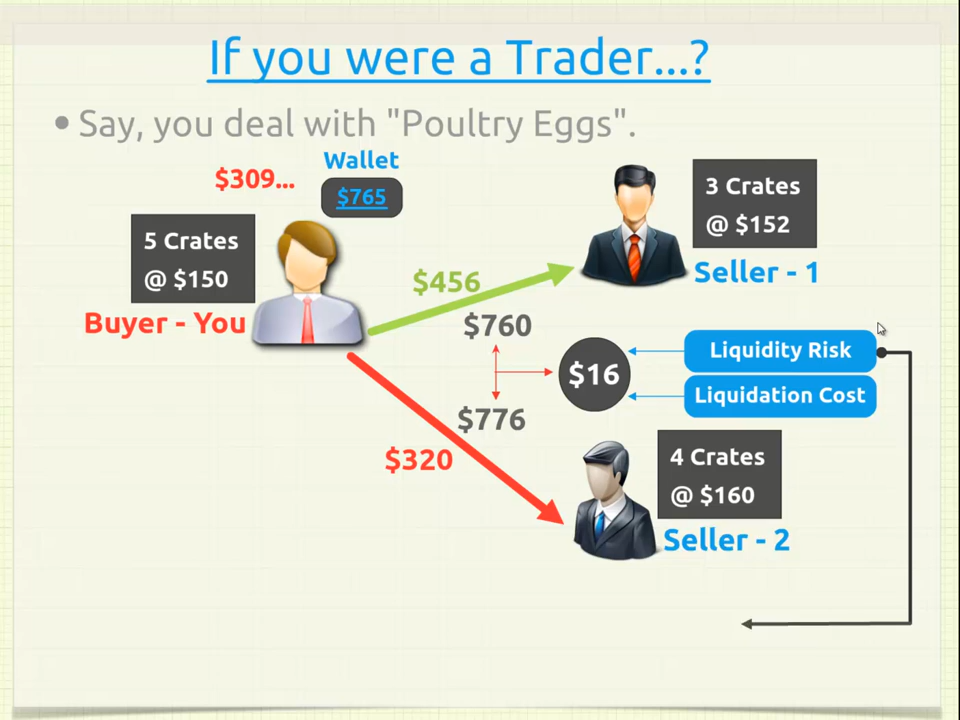 If you were a Trader...?
• Say, you deal with "Poultry Eggs".
Wallet
$309...
$765
5 Crates
@ $150
Buyer - You
3 Crates
@ $152
Seller - 1
$456
$760
$16
$776
Liquidity Risk
Liquidation Cost
$320
4 Crates
@ $160
Seller - 2